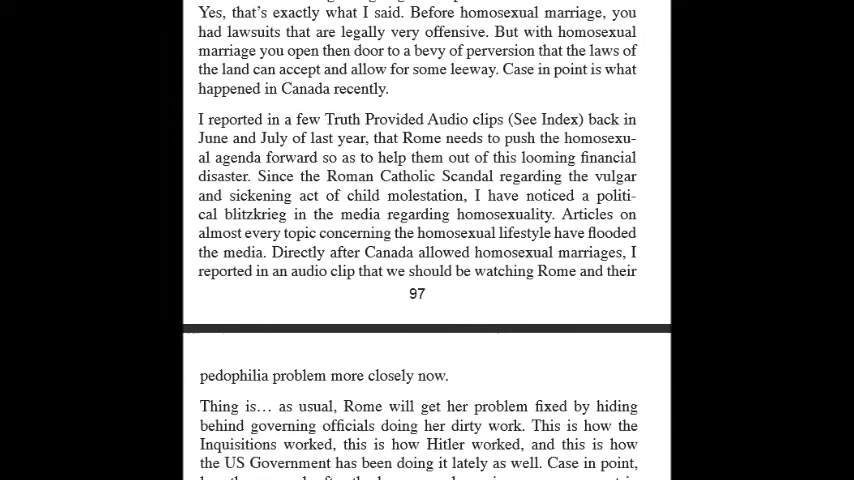 Yes, that's exactly what I said. Before homosexual marriage, you
had lawsuits that are legally very offensive. But with homosexual
marriage you open then door to a bevy of perversion that the laws of
the land can accept and allow for some leeway. Case in point is what
happened in Canada recently.
I reported in a few Truth Provided Audio clips (See Index) back in
June and July of last year, that Rome needs to push the homosexu-
al agenda forward so as to help them out of this looming financial
disaster. Since the Roman Catholic Scandal regarding the vulgar
and sickening act of child molestation, I have noticed a politi-
cal blitzkrieg in the media regarding homosexuality. Articles on
almost every topic concerning the homosexual lifestyle have flooded
the media. Directly after Canada allowed homosexual marriages, I
reported in an audio clip that we should be watching Rome and their
97
pedophilia problem more closely now.
Thing is… as usual, Rome will get her problem fixed by hiding
behind governing officials doing her dirty work. This is how the
Inquisitions worked, this is how Hitler worked, and this is how
the US Government has been doing it lately as well. Case in point,